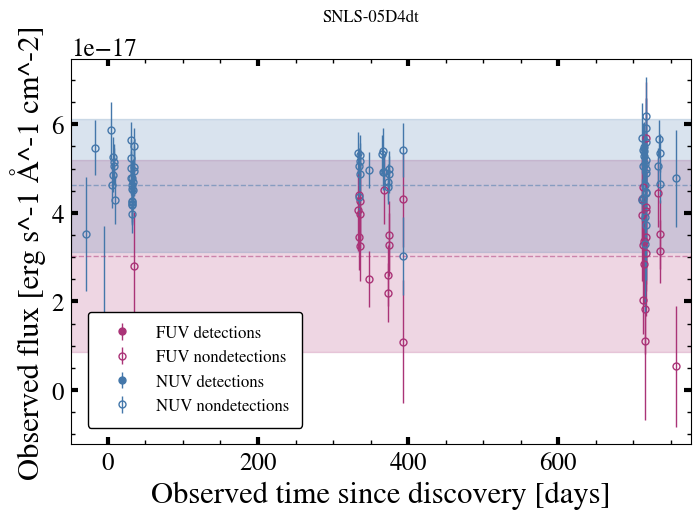 SNLS-05D4dt
1e−17
Observed flux [erg s^-1 Å^-1 cm^-2]
6
4
2
0
FUV detections
FUV nondetections
NUV detections
NUV nondetections
0 200 400 600
Observed time since discovery [days]